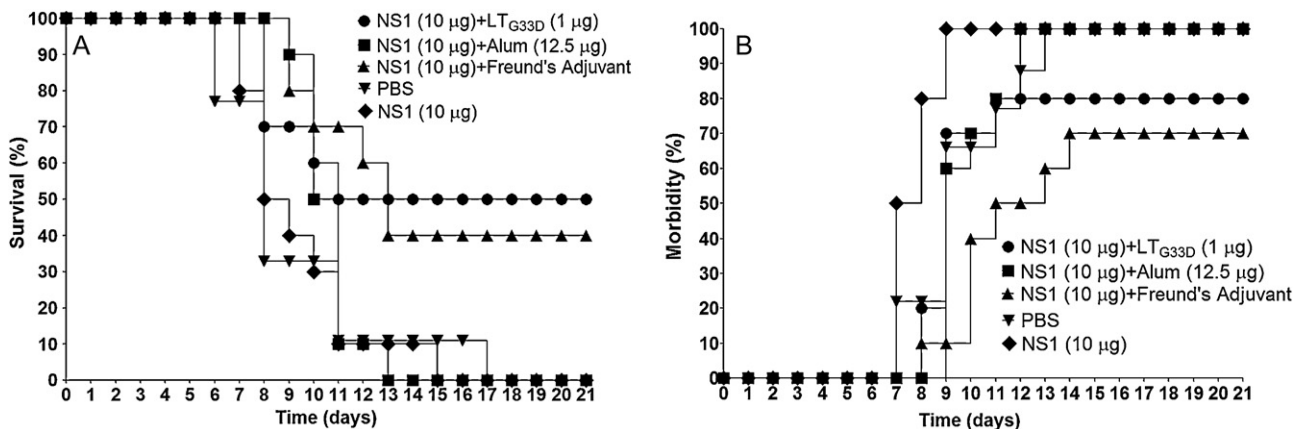 A
NS1 (10 µg)+LT_G33D (1 µg)
NS1 (10 µg)+Alum (12.5 µg)
NS1 (10 µg)+Freund's Adjuvant
PBS
NS1 (10 µg)
100
90
80
70
60
50
40
30
20
10
0
Survival (%)
0 1 2 3 4 5 6 7 8 9 10 11 12 13 14 15 16 17 18 19 20 21
Time (days)
B
100
90
80
70
60
50
40
30
20
10
0
Morbidity (%)
NS1 (10 µg)+LT_G33D (1 µg)
NS1 (10 µg)+Alum (12.5 µg)
NS1 (10 µg)+Freund's Adjuvant
PBS
NS1 (10 µg)
0 1 2 3 4 5 6 7 8 9 10 11 12 13 14 15 16 17 18 19 20 21
Time (days)